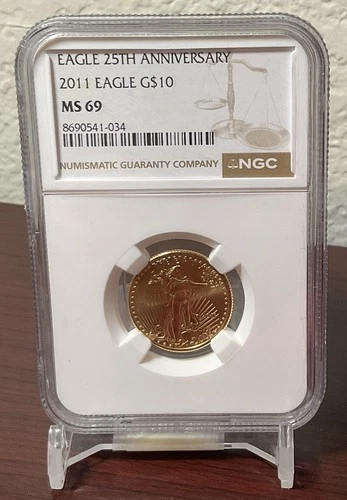 EAGLE 25TH ANNIVERSARY
2011 EAGLE G$10
MS 69
8690541-034
NUMISMATIC GUARANTY COMPANY
NGC